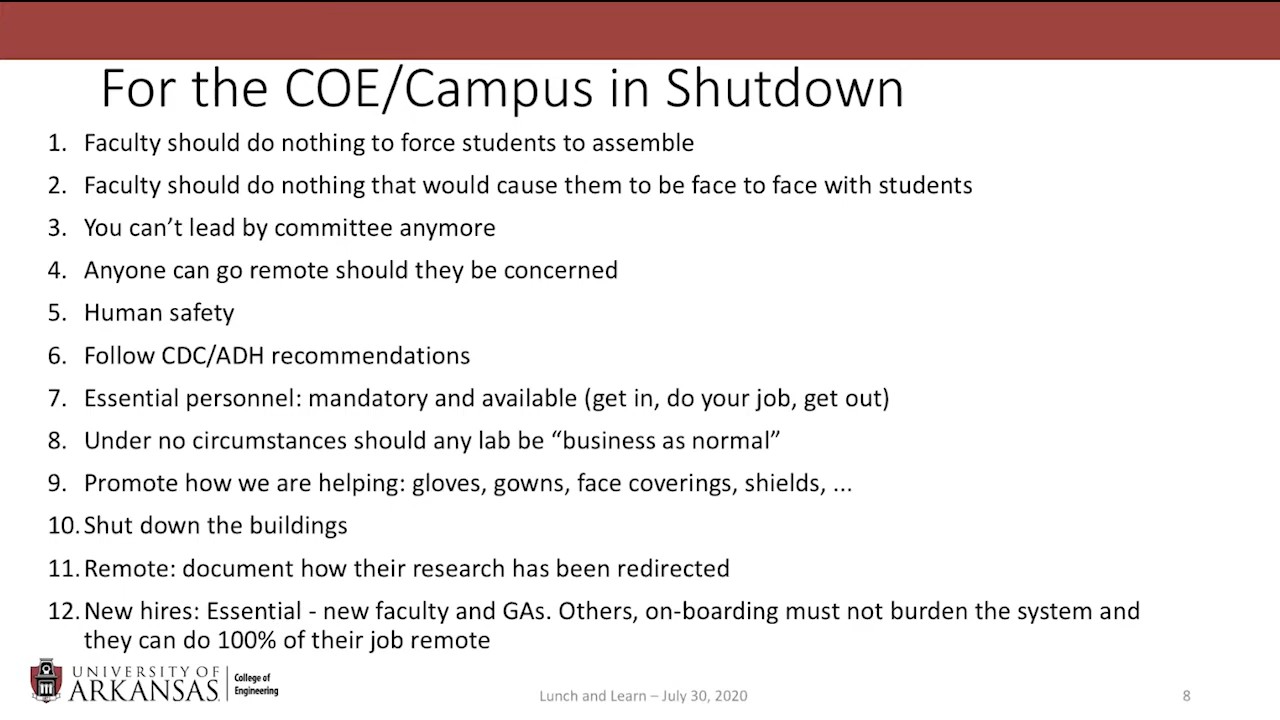 For the COE/Campus in Shutdown
1. Faculty should do nothing to force students to assemble
2. Faculty should do nothing that would cause them to be face to face with students
3. You can’t lead by committee anymore
4. Anyone can go remote should they be concerned
5. Human safety
6. Follow CDC/ADH recommendations
7. Essential personnel: mandatory and available (get in, do your job, get out)
8. Under no circumstances should any lab be “business as normal”
9. Promote how we are helping: gloves, gowns, face coverings, shields, ...
10. Shut down the buildings
11. Remote: document how their research has been redirected
12. New hires: Essential - new faculty and GAs. Others, on-boarding must not burden the system and
they can do 100% of their job remote
UNIVERSITY OF
ARKANSAS
College of
Engineering
Lunch and Learn – July 30, 2020
8